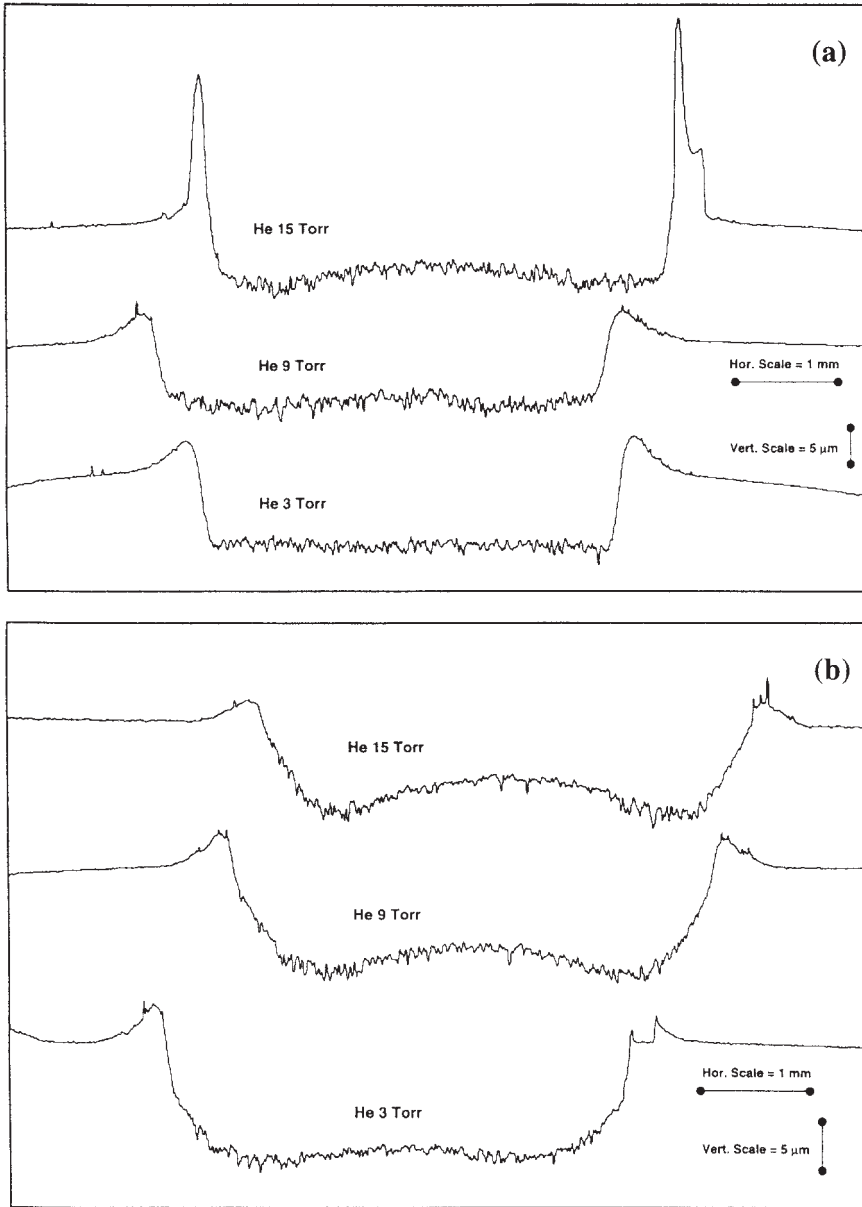 (a)
He 15 Torr
He 9 Torr
Hor. Scale = 1 mm
Vert. Scale = 5 μm
He 3 Torr
(b)
He 15 Torr
He 9 Torr
Hor. Scale = 1 mm
He 3 Torr
Vert. Scale = 5 μm